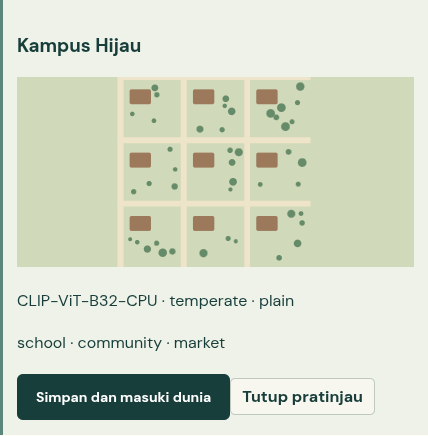 Kampus Hijau
CLIP-ViT-B32-CPU · temperate · plain
school · community · market
Simpan dan masuki dunia
Tutup pratinjau